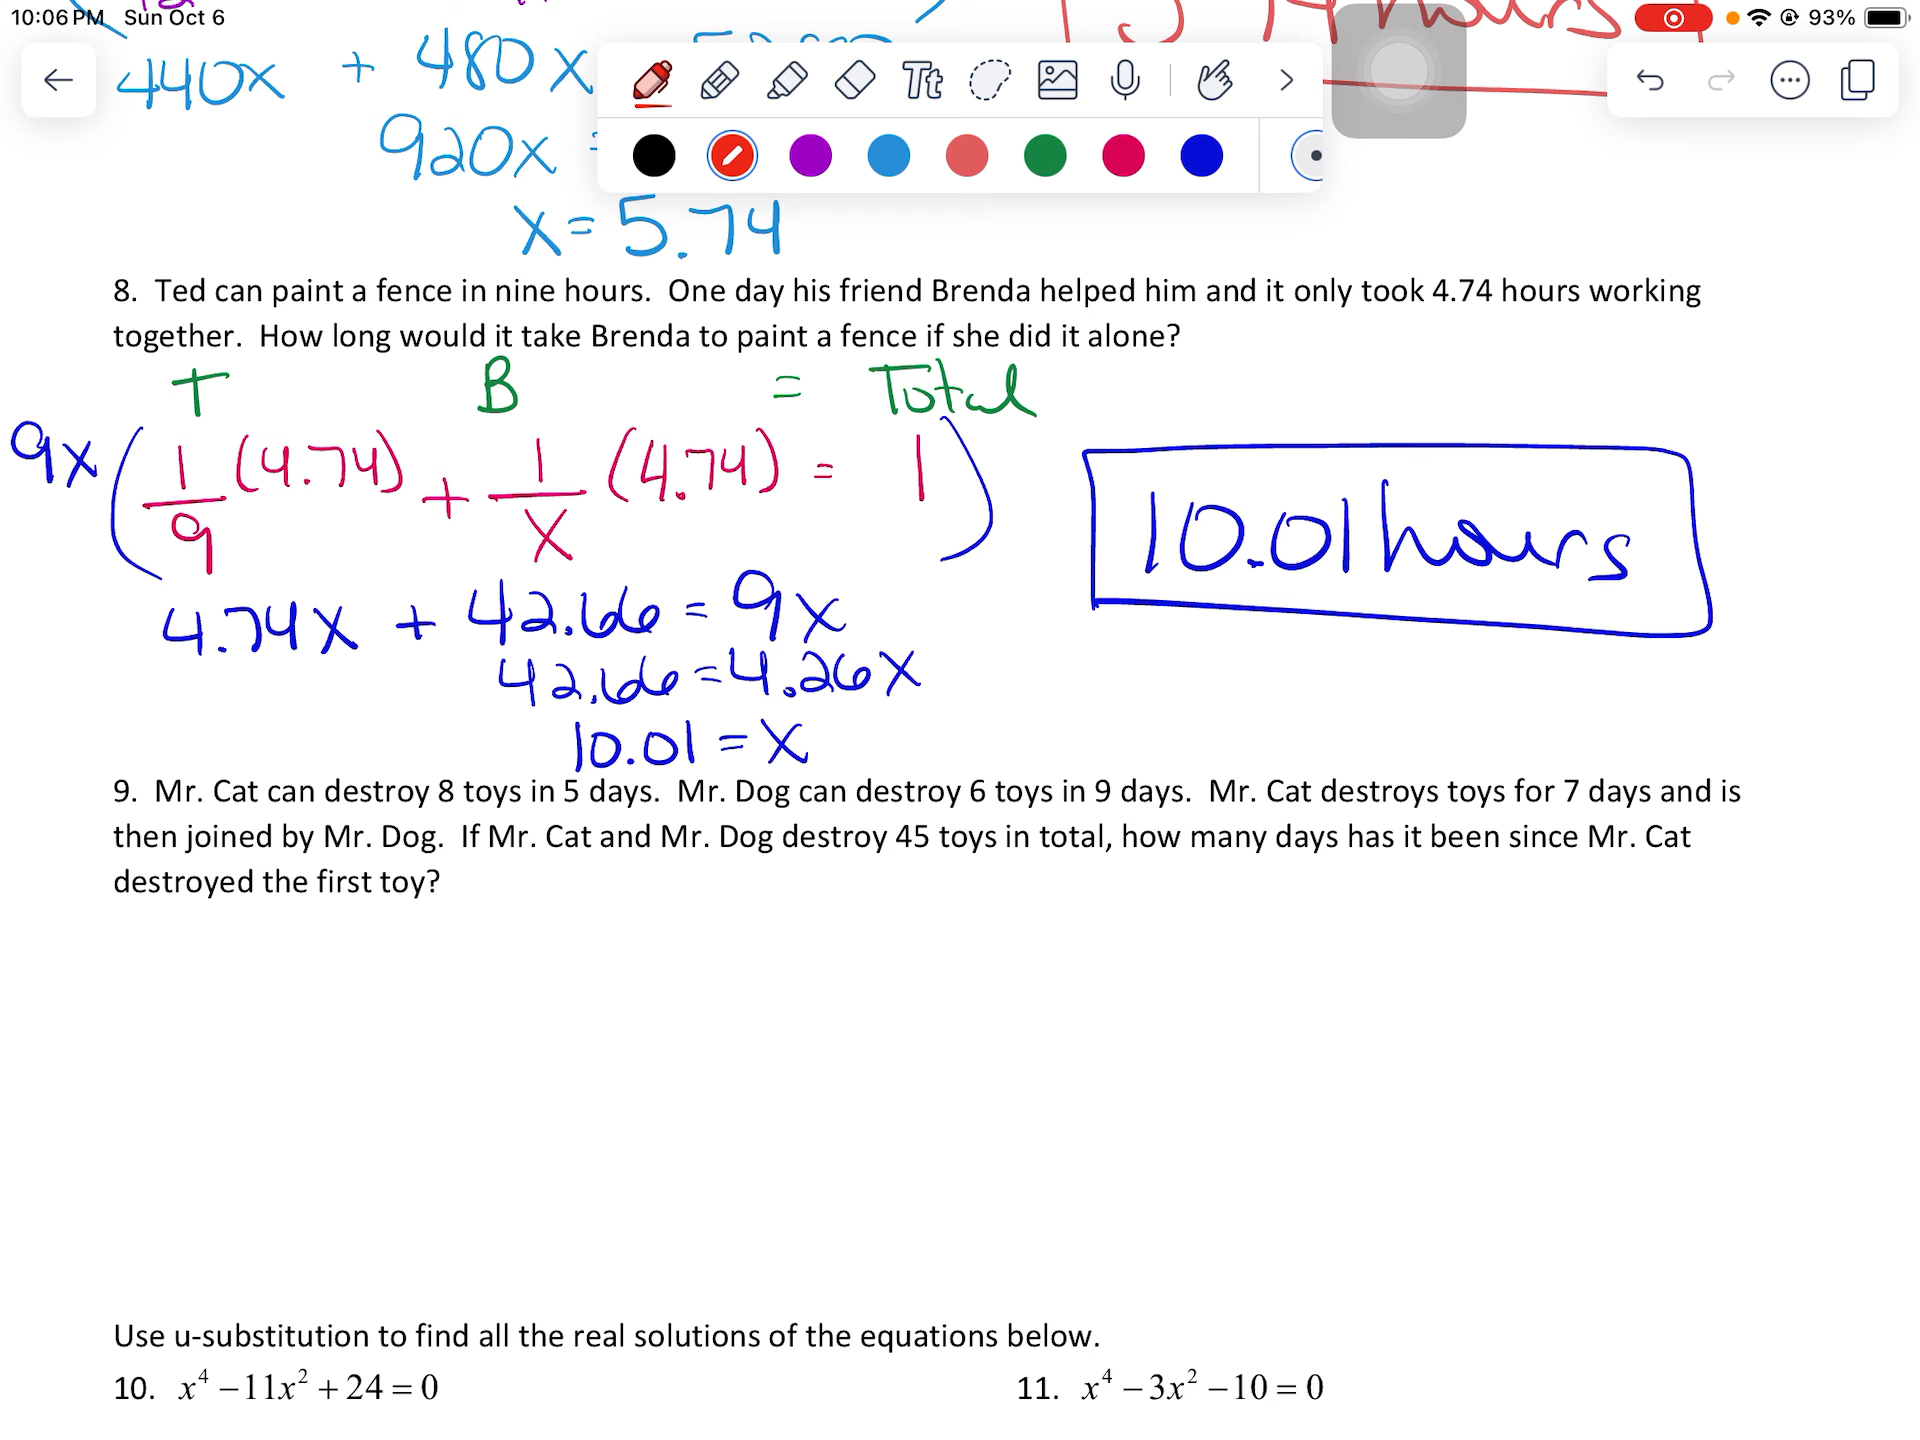 10:06 PM Sun Oct 6
93%
hours
440x + 480x
920x =
Tt
x = 5.74
8. Ted can paint a fence in nine hours. One day his friend Brenda helped him and it only took 4.74 hours working
together. How long would it take Brenda to paint a fence if she did it alone?
T B = Total
9x ( 1/9 (4.74) + 1/x (4.74) = 1 )
10.01 hours
4.74x + 42.66 = 9x
42.66 = 4.26x
10.01 = x
9. Mr. Cat can destroy 8 toys in 5 days. Mr. Dog can destroy 6 toys in 9 days. Mr. Cat destroys toys for 7 days and is
then joined by Mr. Dog. If Mr. Cat and Mr. Dog destroy 45 toys in total, how many days has it been since Mr. Cat
destroyed the first toy?
Use u-substitution to find all the real solutions of the equations below.
10. x⁴ – 11x² + 24 = 0 11. x⁴ – 3x² – 10 = 0